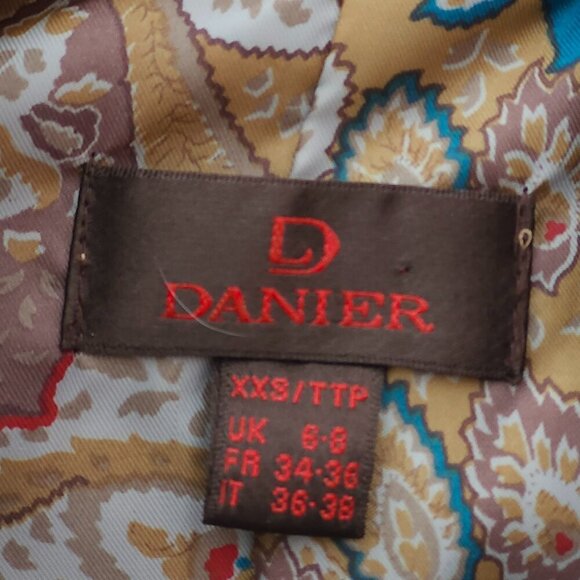 D
DANIER
XXS/TTP
UK 6-8
FR 34-36
IT 36-38